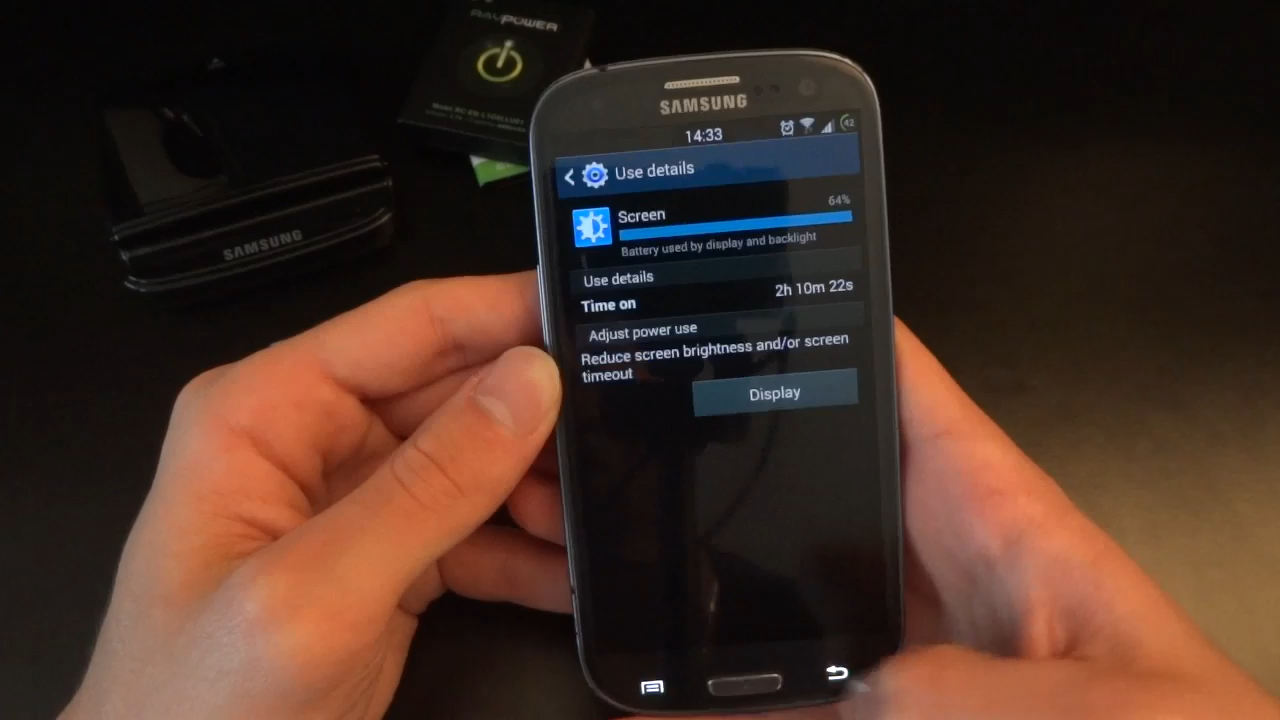 RAVPOWER
SAMSUNG
SAMSUNG
14:33
42
Use details
Screen
64%
Battery used by display and backlight
Use details
Time on
2h 10m 22s
Adjust power use
Reduce screen brightness and/or screen
timeout
Display